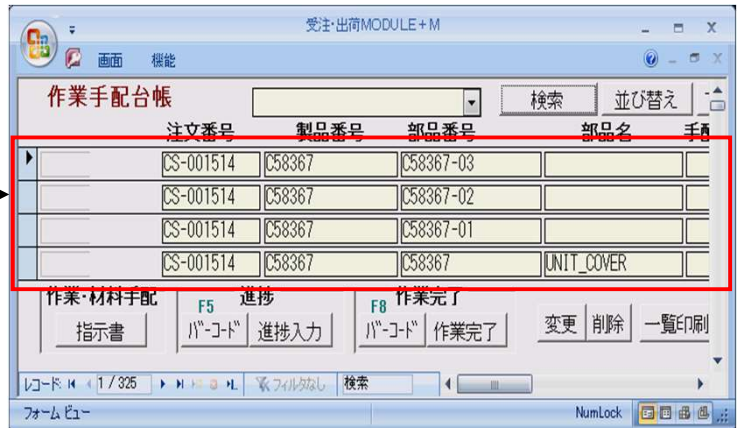 受注・出荷MODULE+M
画面 機能
作業手配台帳 検索 並び替え
注文番号 製品番号 部品番号 部品名 手配
CS-001514 C58367 C58367-03
CS-001514 C58367 C58367-02
CS-001514 C58367 C58367-01
CS-001514 C58367 C58367 UNIT_COVER
作業・材料手配 F5 進捗 F8 作業完了
指示書 バーコード 進捗入力 バーコード 作業完了 変更 削除 一覧印刷
レコード: 1 / 325 フィルタなし 検索
フォーム ビュー NumLock